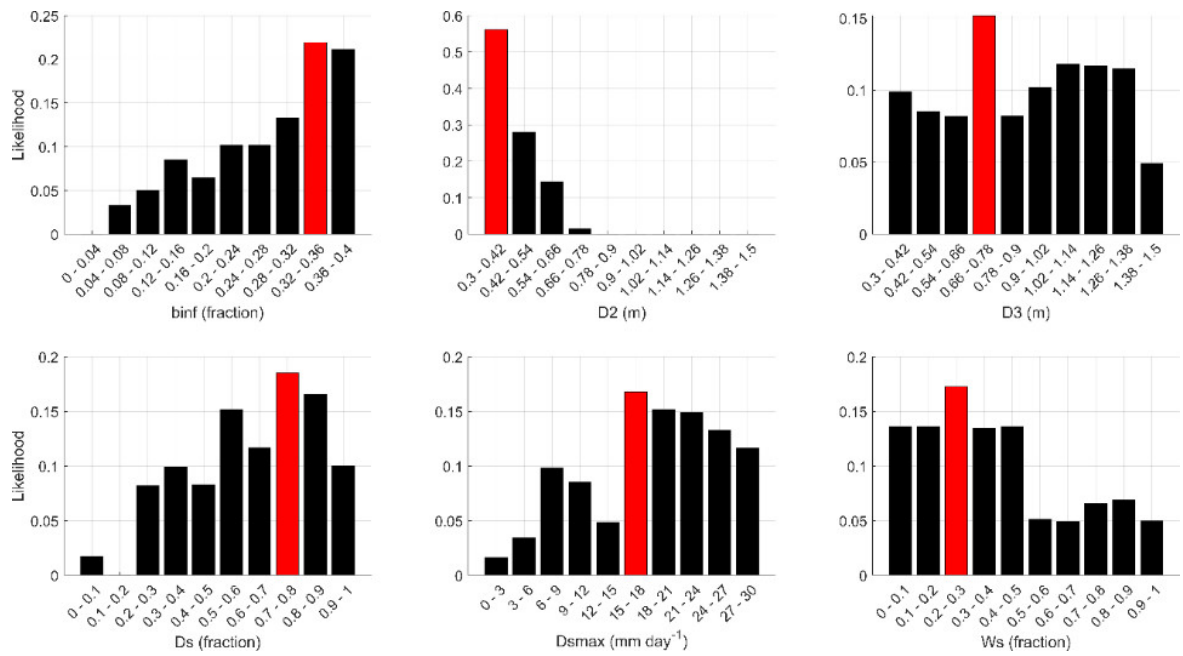 0.25
0.2
0.15
0.1
0.05
0
Likelihood
0 - 0.04
0.04 - 0.08
0.08 - 0.12
0.12 - 0.16
0.16 - 0.2
0.2 - 0.24
0.24 - 0.28
0.28 - 0.32
0.32 - 0.36
0.36 - 0.4
binf (fraction)
0.6
0.5
0.4
0.3
0.2
0.1
0
0.3 - 0.42
0.42 - 0.54
0.54 - 0.66
0.66 - 0.78
0.78 - 0.9
0.9 - 1.02
1.02 - 1.14
1.14 - 1.26
1.26 - 1.38
1.38 - 1.5
D2 (m)
0.15
0.1
0.05
0
0.3 - 0.42
0.42 - 0.54
0.54 - 0.66
0.66 - 0.78
0.78 - 0.9
0.9 - 1.02
1.02 - 1.14
1.14 - 1.26
1.26 - 1.38
1.38 - 1.5
D3 (m)
0.2
0.15
0.1
0.05
0
Likelihood
0 - 0.1
0.1 - 0.2
0.2 - 0.3
0.3 - 0.4
0.4 - 0.5
0.5 - 0.6
0.6 - 0.7
0.7 - 0.8
0.8 - 0.9
0.9 - 1
Ds (fraction)
0.2
0.15
0.1
0.05
0
0 - 3
3 - 6
6 - 9
9 - 12
12 - 15
15 - 18
18 - 21
21 - 24
24 - 27
27 - 30
Dsmax (mm day⁻¹)
0.2
0.15
0.1
0.05
0
0 - 0.1
0.1 - 0.2
0.2 - 0.3
0.3 - 0.4
0.4 - 0.5
0.5 - 0.6
0.6 - 0.7
0.7 - 0.8
0.8 - 0.9
0.9 - 1
Ws (fraction)